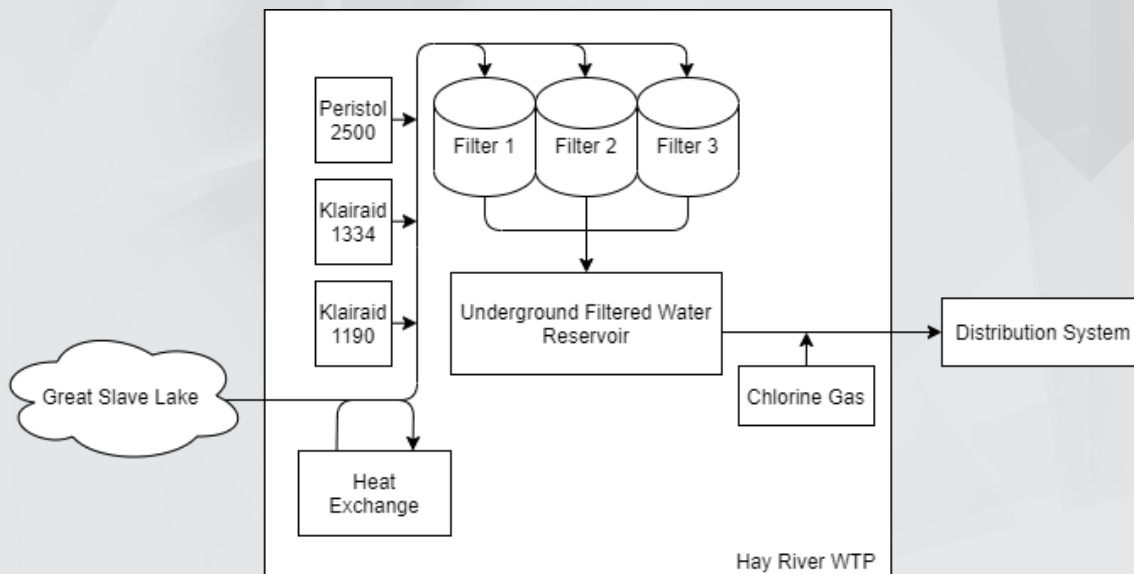 Peristol
2500
Filter 1
Filter 2
Filter 3
Klairaid
1334
Klairaid
1190
Underground Filtered Water
Reservoir
Distribution System
Great Slave Lake
Chlorine Gas
Heat
Exchange
Hay River WTP